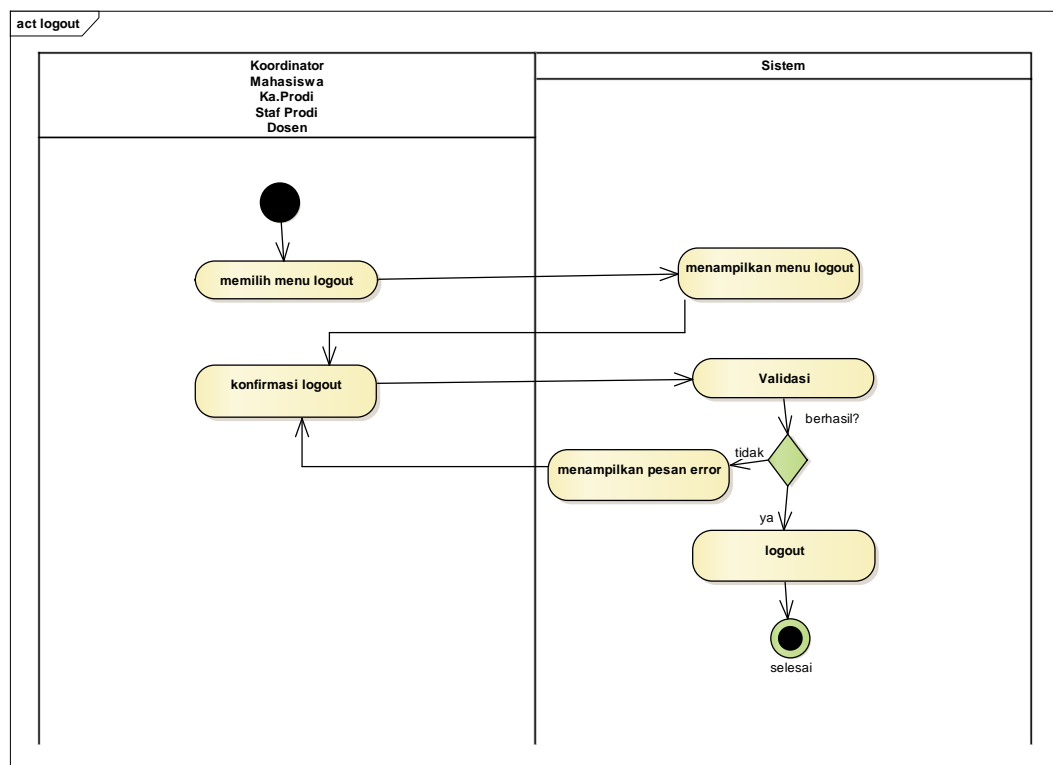 act logout
Koordinator
Mahasiswa
Ka.Prodi
Staf Prodi
Dosen
Sistem
memilih menu logout
menampilkan menu logout
konfirmasi logout
Validasi
berhasil?
tidak
menampilkan pesan error
ya
logout
selesai